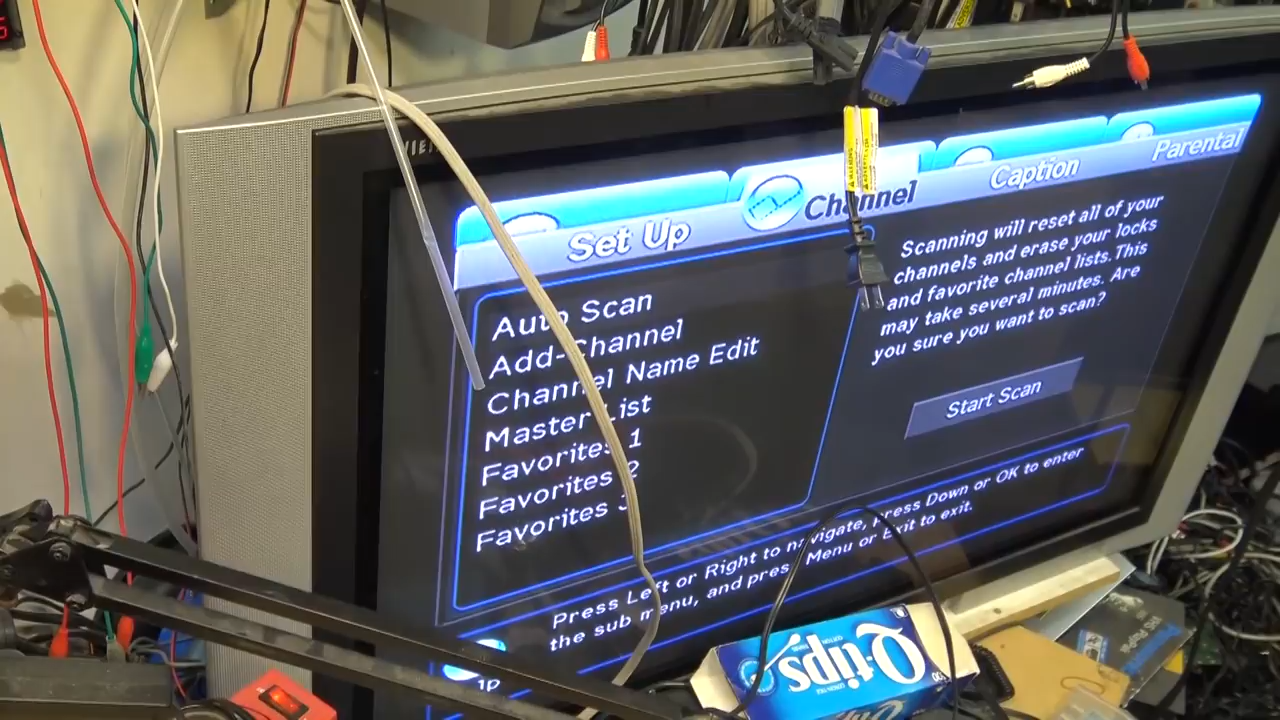 Set Up
Channel
Caption
Parental
Auto Scan
Add-Channel
Channel Name Edit
Master List
Favorites 1
Favorites 2
Favorites 3
Scanning will reset all of your
channels and erase your locks
and favorite channel lists.This
may take several minutes. Are
you sure you want to scan?
Start Scan
Press Left or Right to navigate, press Down or OK to enter
the sub menu, and press Menu or Exit to exit.
Q-tips